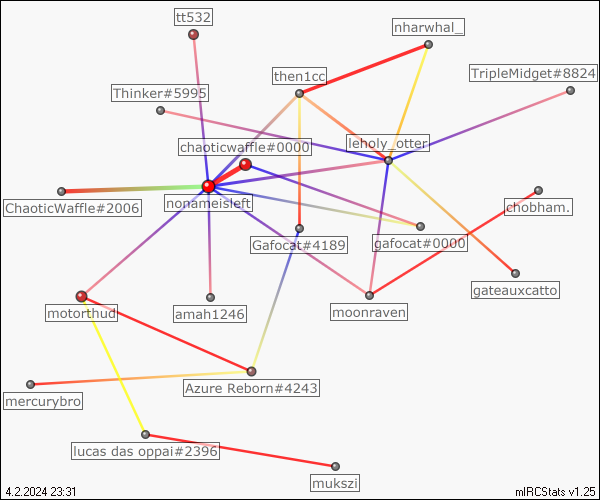 tt532
nharwhal_
then1cc
TripleMidget#8824
Thinker#5995
chaoticwaffle#0000
leholy_otter
ChaoticWaffle#2006
nonameisleft
chobham.
Gafocat#4189
gafocat#0000
gateauxcatto
motorthud
amah1246
moonraven
Azure Reborn#4243
mercurybro
lucas das oppai#2396
mukszi
4.2.2024 23:31
mIRCStats v1.25